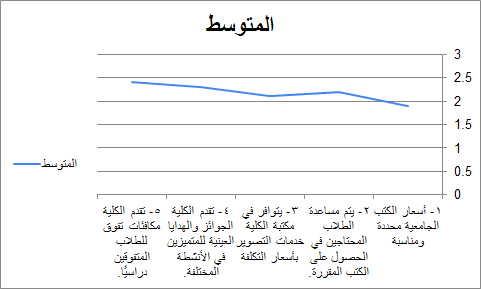 المتوسط
3
2.5
2
1.5
1
0.5
0
المتوسط
١- أسعار الكتب
الجامعية محددة
ومناسبة
٢- يتم مساعدة
الطلاب
المحتاجين في
الحصول على
الكتب المقررة.
٣- يتوافر في
مكتبة الكلية
خدمات التصوير
بأسعار التكلفة
٤- تقدم الكلية
الجوائز والهدايا
العينية للمتميزين
في الأنشطة
المختلفة.
٥- تقدم الكلية
مكافئات تفوق
للطلاب
المتفوقين
دراسيًّا.